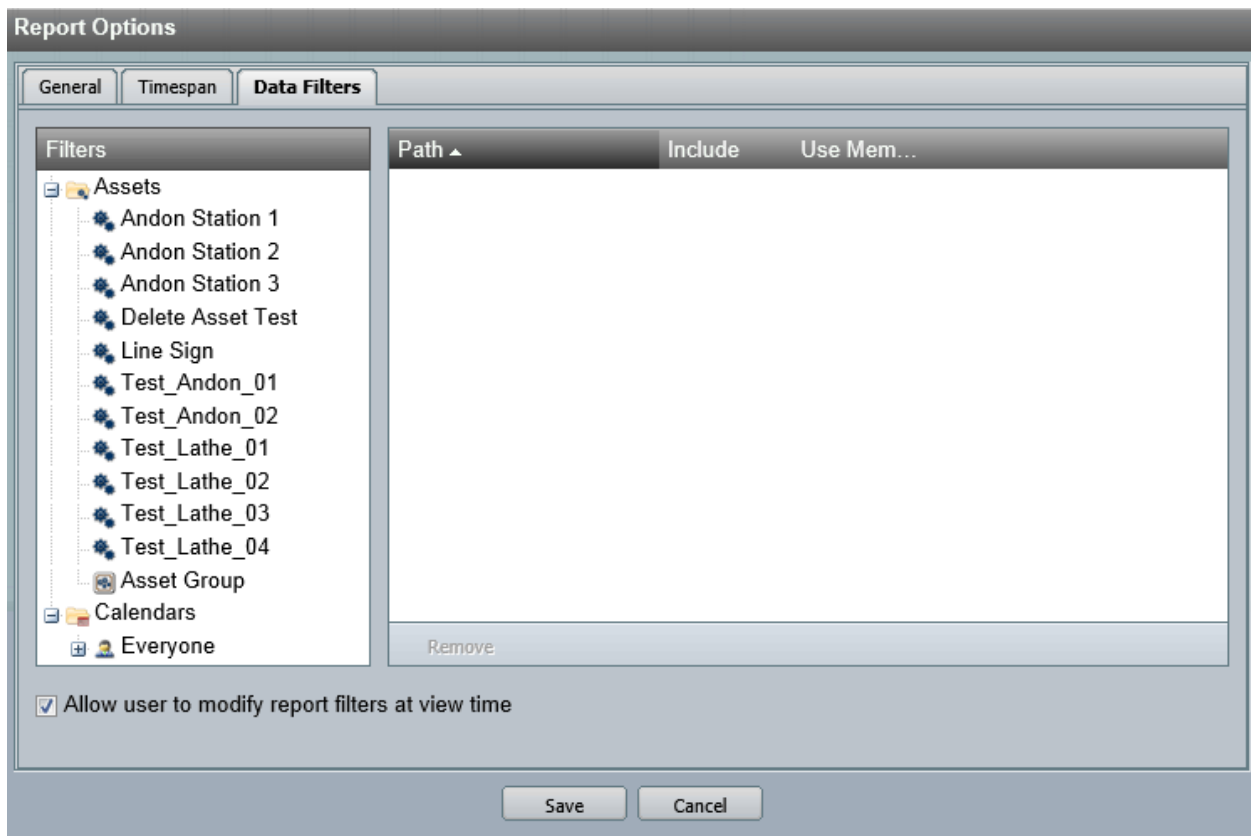 Report Options
General Timespan Data Filters
Filters
Assets
Andon Station 1
Andon Station 2
Andon Station 3
Delete Asset Test
Line Sign
Test_Andon_01
Test_Andon_02
Test_Lathe_01
Test_Lathe_02
Test_Lathe_03
Test_Lathe_04
Asset Group
Calendars
Everyone
Path Include Use Mem...
Remove
Allow user to modify report filters at view time
Save Cancel